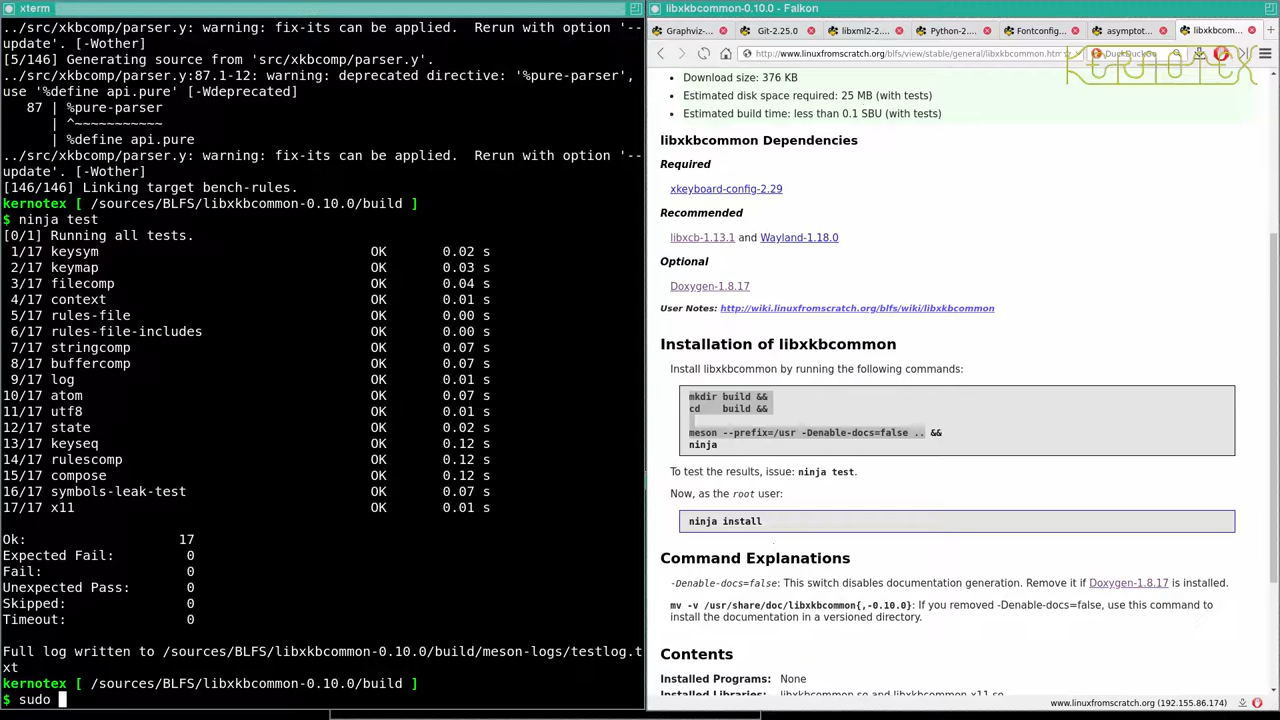 xterm
../src/xkbcomp/parser.y: warning: fix-its can be applied.  Rerun with option '--
update'. [-Wother]
[5/146] Generating source from 'src/xkbcomp/parser.y'.
../src/xkbcomp/parser.y:87.1-12: warning: deprecated directive: '%pure-parser',
use '%define api.pure' [-Wdeprecated]
   87 | %pure-parser
      | ^~~~~~~~~~~~
      | %define api.pure
../src/xkbcomp/parser.y: warning: fix-its can be applied.  Rerun with option '--
update'. [-Wother]
[146/146] Linking target bench-rules.
kernotex [ /sources/BLFS/libxkbcommon-0.10.0/build ]
$ ninja test
[0/1] Running all tests.
 1/17 keysym                                  OK       0.02 s
 2/17 keymap                                  OK       0.03 s
 3/17 filecomp                                OK       0.04 s
 4/17 context                                 OK       0.01 s
 5/17 rules-file                              OK       0.00 s
 6/17 rules-file-includes                     OK       0.00 s
 7/17 stringcomp                              OK       0.07 s
 8/17 buffercomp                              OK       0.07 s
 9/17 log                                     OK       0.01 s
10/17 atom                                    OK       0.07 s
11/17 utf8                                    OK       0.01 s
12/17 state                                   OK       0.02 s
13/17 keyseq                                  OK       0.12 s
14/17 rulescomp                               OK       0.12 s
15/17 compose                                 OK       0.12 s
16/17 symbols-leak-test                       OK       0.07 s
17/17 x11                                     OK       0.01 s
Ok:                   17
Expected Fail:         0
Fail:                  0
Unexpected Pass:       0
Skipped:               0
Timeout:               0
Full log written to /sources/BLFS/libxkbcommon-0.10.0/build/meson-logs/testlog.t
xt
kernotex [ /sources/BLFS/libxkbcommon-0.10.0/build ]
$ sudo
libxkbcommon-0.10.0 - Falkon
Graphviz-... Git-2.25.0 libxml2-2.... Python-2.... Fontconfig... asymptot... libxkbcom...
http://www.linuxfromscratch.org/blfs/view/stable/general/libxkbcommon.htm DuckDuckGo
KERNOTEX
• Download size: 376 KB
• Estimated disk space required: 25 MB (with tests)
• Estimated build time: less than 0.1 SBU (with tests)
libxkbcommon Dependencies
Required
xkeyboard-config-2.29
Recommended
libxcb-1.13.1 and Wayland-1.18.0
Optional
Doxygen-1.8.17
User Notes: http://wiki.linuxfromscratch.org/blfs/wiki/libxkbcommon
Installation of libxkbcommon
Install libxkbcommon by running the following commands:
mkdir build &&
cd    build &&
meson --prefix=/usr -Denable-docs=false .. &&
ninja
To test the results, issue: ninja test.
Now, as the root user:
ninja install
Command Explanations
-Denable-docs=false: This switch disables documentation generation. Remove it if Doxygen-1.8.17 is installed.
mv -v /usr/share/doc/libxkbcommon{,-0.10.0}: If you removed -Denable-docs=false, use this command to
install the documentation in a versioned directory.
Contents
Installed Programs: None
Installed Libraries: libxkbcommon.so and libxkbcommon-x11.so
www.linuxfromscratch.org (192.155.86.174)